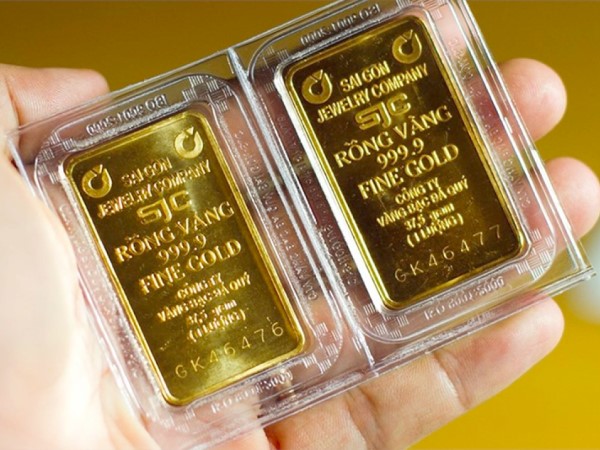 SAI GON
JEWELRY COMPANY
SJC
RỒNG VÀNG
999.9
FINE GOLD
CÔNG TY
VÀNG BẠC ĐÁ QUÝ
37,5 gam
(1 LƯỢNG)
GK46476
SAI GON
JEWELRY COMPANY
SJC
RỒNG VÀNG
999.9
FINE GOLD
CÔNG TY
VÀNG BẠC ĐÁ QUÝ
37,5 gam
(1 LƯỢNG)
GK46477